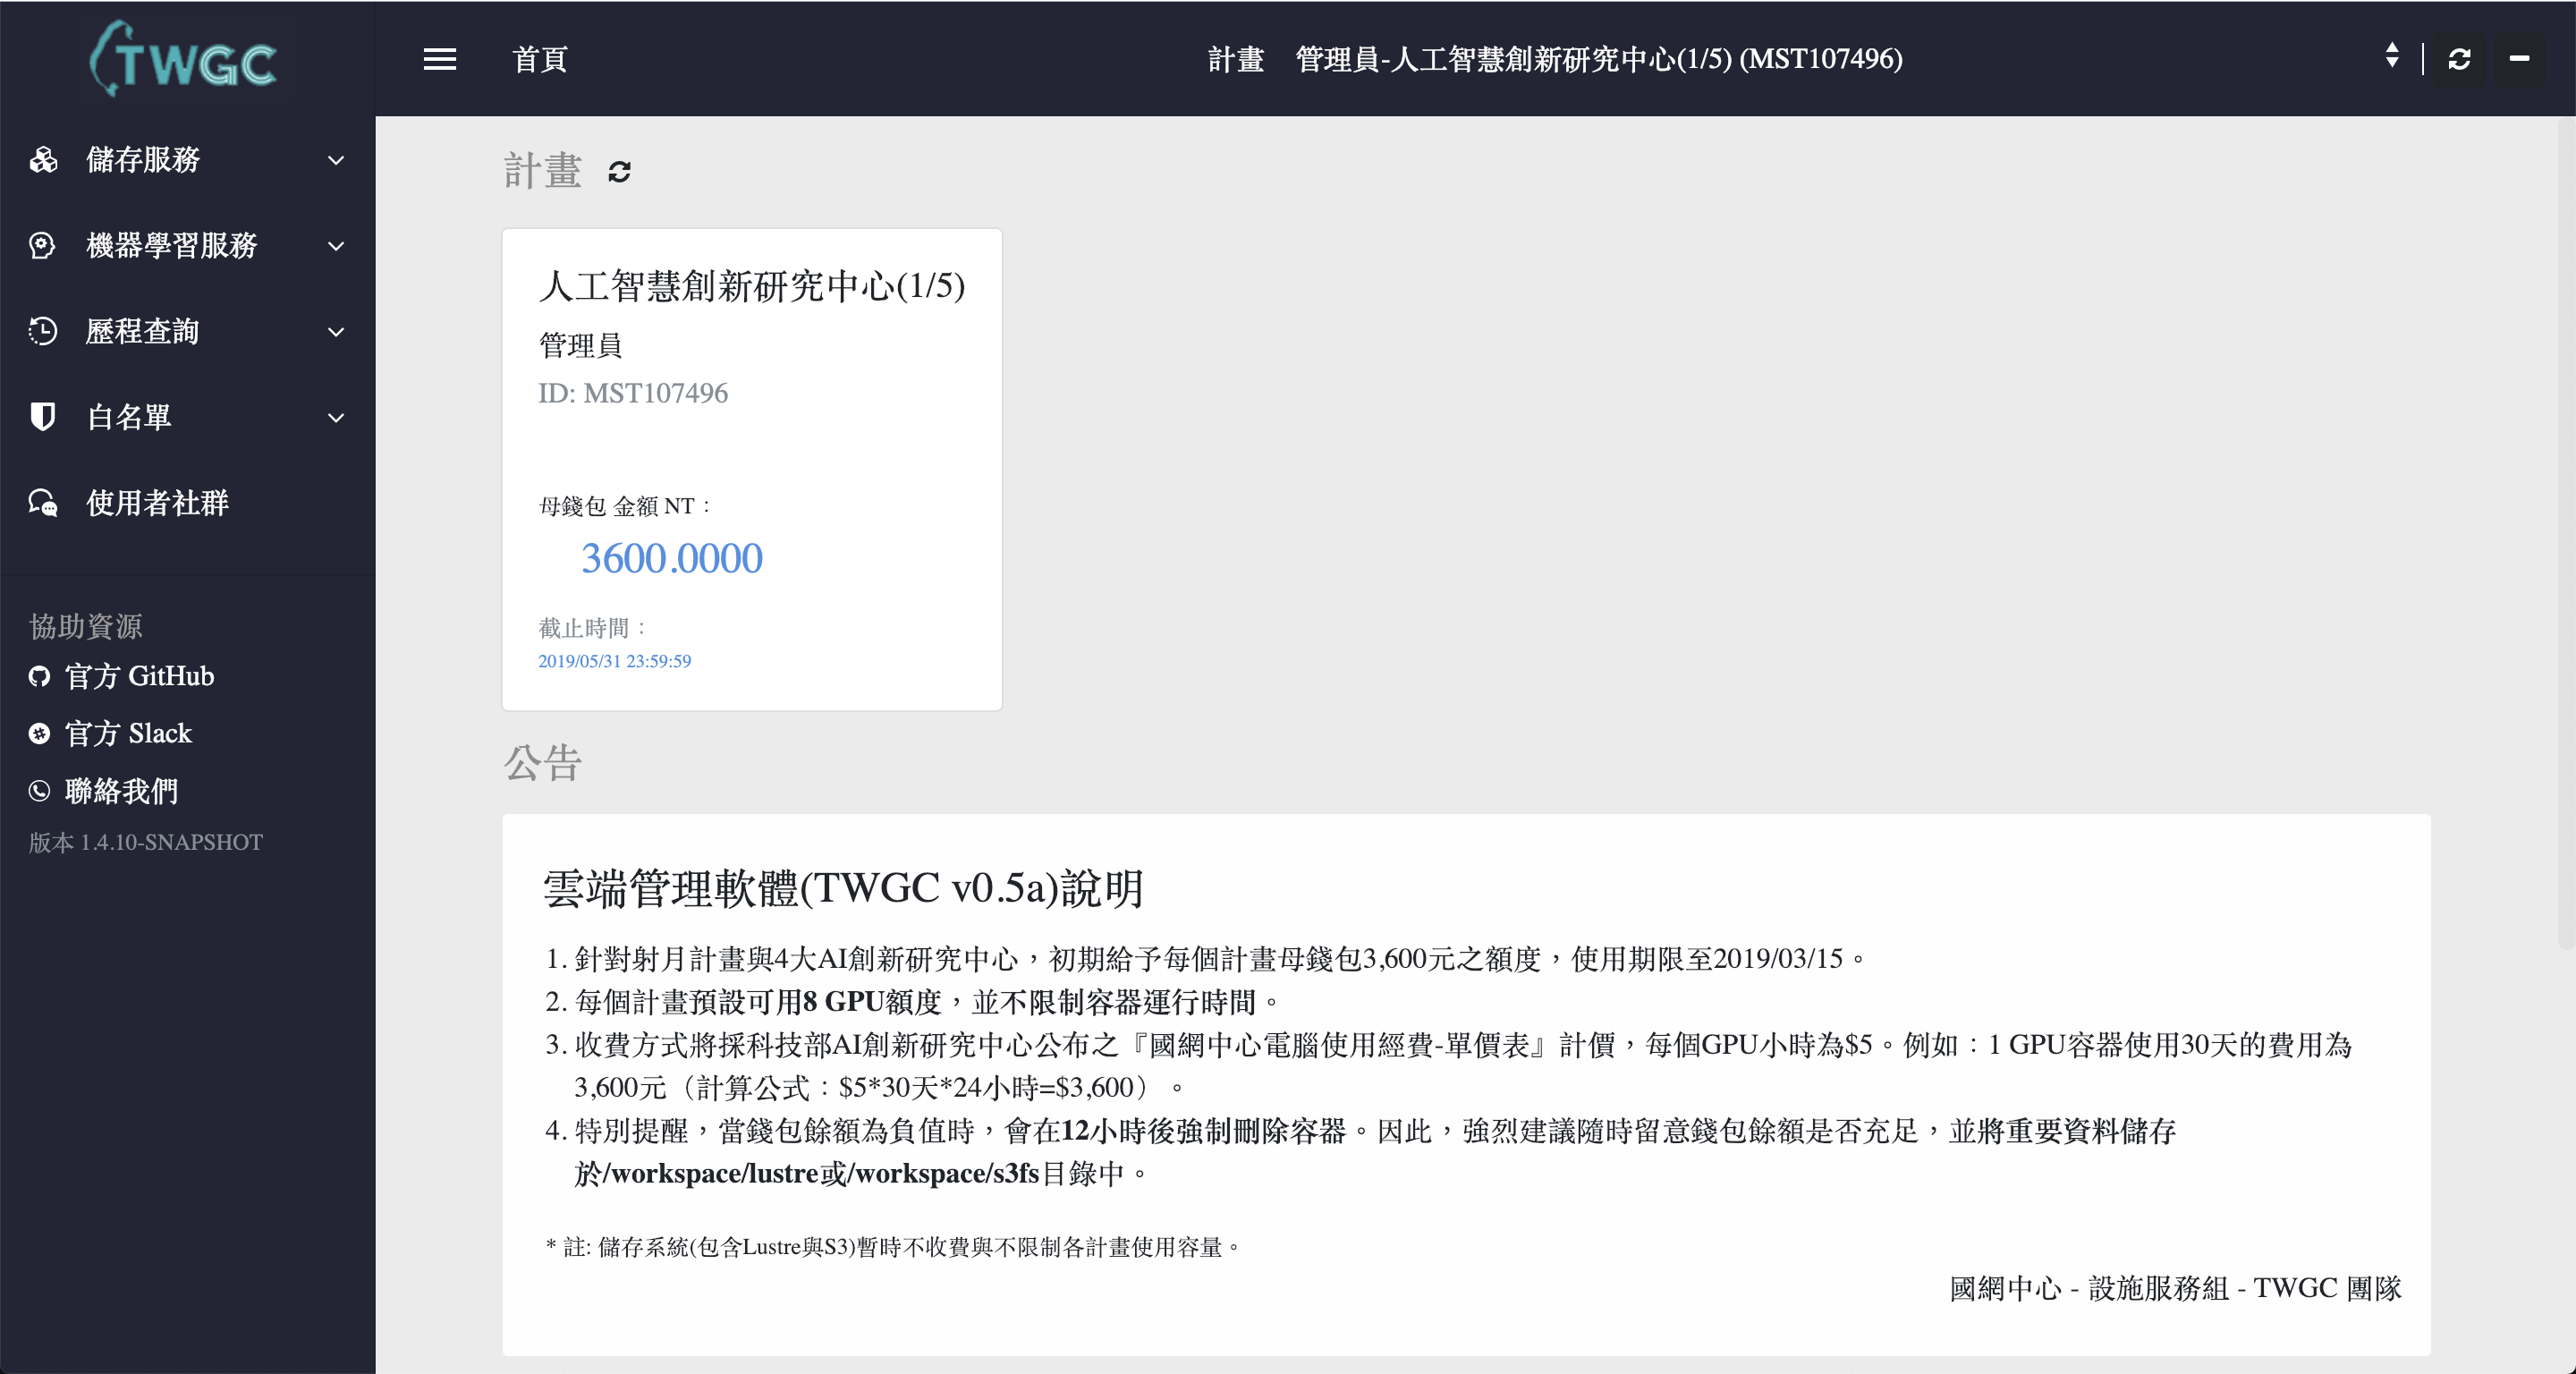 TWGC
首頁
計畫 管理員-人工智慧創新研究中心(1/5) (MST107496)
儲存服務
機器學習服務
歷程查詢
白名單
使用者社群
協助資源
官方 GitHub
官方 Slack
聯絡我們
版本 1.4.10-SNAPSHOT
計畫
人工智慧創新研究中心(1/5)
管理員
ID: MST107496
母錢包 金額 NT：
3600.0000
截止時間：
2019/05/31 23:59:59
公告
雲端管理軟體(TWGC v0.5a)說明
1. 針對射月計畫與4大AI創新研究中心，初期給予每個計畫母錢包3,600元之額度，使用期限至2019/03/15。
2. 每個計畫預設可用8 GPU額度，並不限制容器運行時間。
3. 收費方式將採科技部AI創新研究中心公布之『國網中心電腦使用經費-單價表』計價，每個GPU小時為$5。例如：1 GPU容器使用30天的費用為
3,600元（計算公式：$5*30天*24小時=$3,600）。
4. 特別提醒，當錢包餘額為負值時，會在12小時後強制刪除容器。因此，強烈建議隨時留意錢包餘額是否充足，並將重要資料儲存
於/workspace/lustre或/workspace/s3fs目錄中。
* 註: 儲存系統(包含Lustre與S3)暫時不收費與不限制各計畫使用容量。
國網中心 - 設施服務組 - TWGC 團隊